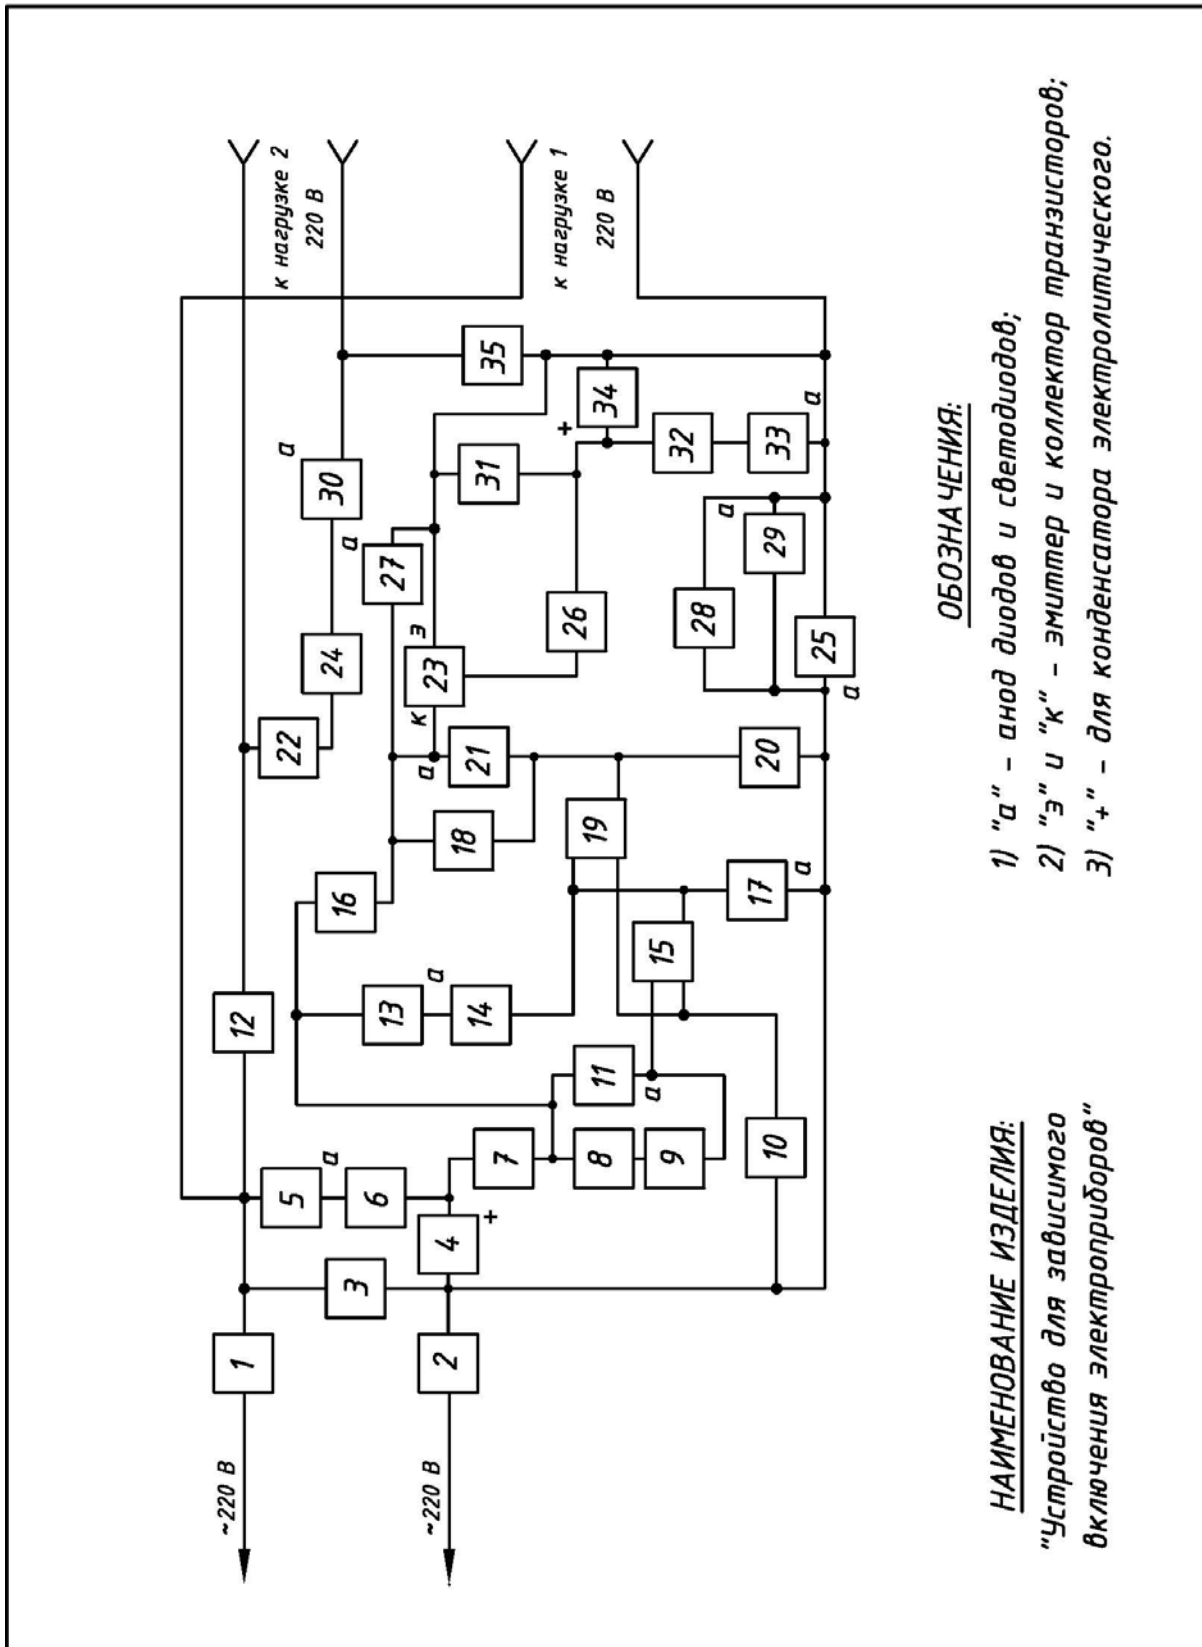 ~220 В
~220 В
1
2
3
4
+
5
а
6
7
8
9
10
11
а
12
13
а
14
15
16
17
а
18
19
20
21
а
22
23
к
э
24
25
а
26
27
а
28
29
а
30
а
31
32
33
а
34
+
35
к нагрузке 2
220 В
к нагрузке 1
220 В
НАИМЕНОВАНИЕ ИЗДЕЛИЯ:
"Устройство для зависимого
включения электроприборов"
ОБОЗНАЧЕНИЯ:
1) "а" - анод диодов и светодиодов;
2) "э" и "к" - эмиттер и коллектор транзисторов;
3) "+" - для конденсатора электролитического.